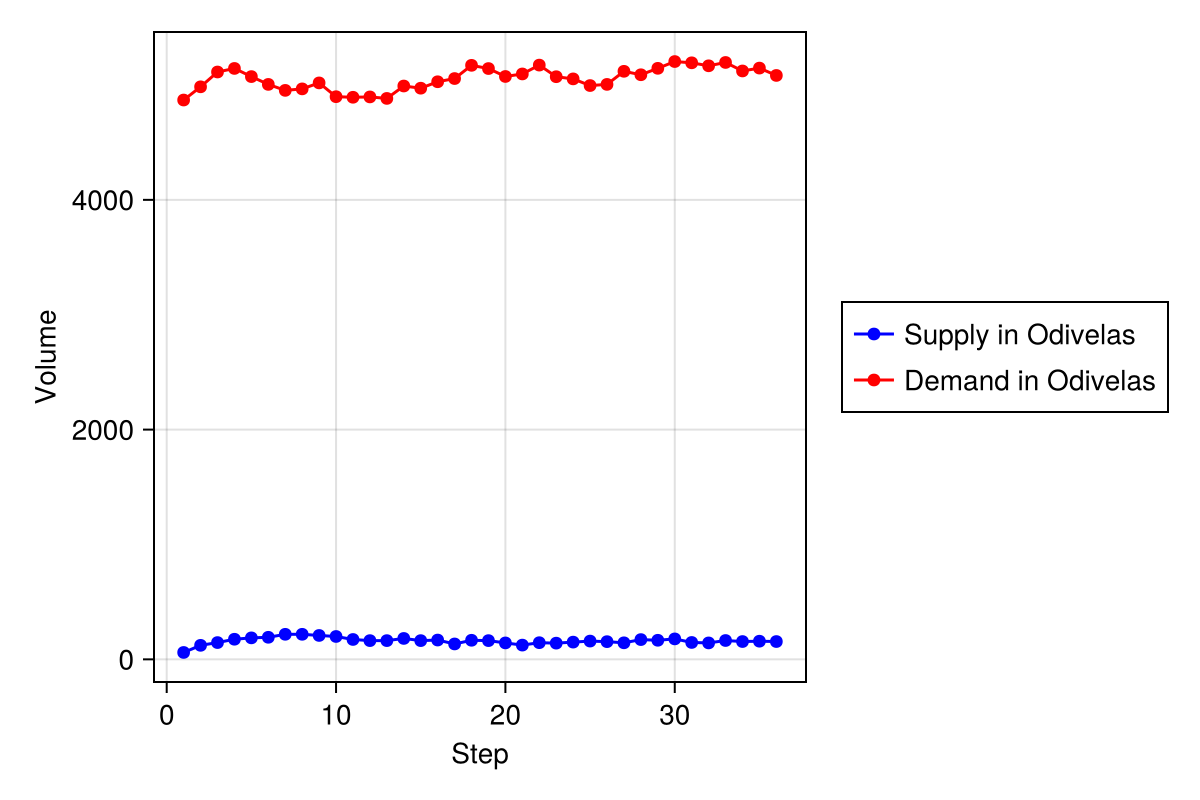 4000
2000
0
Volume
0 10 20 30
Step
Supply in Odivelas
Demand in Odivelas